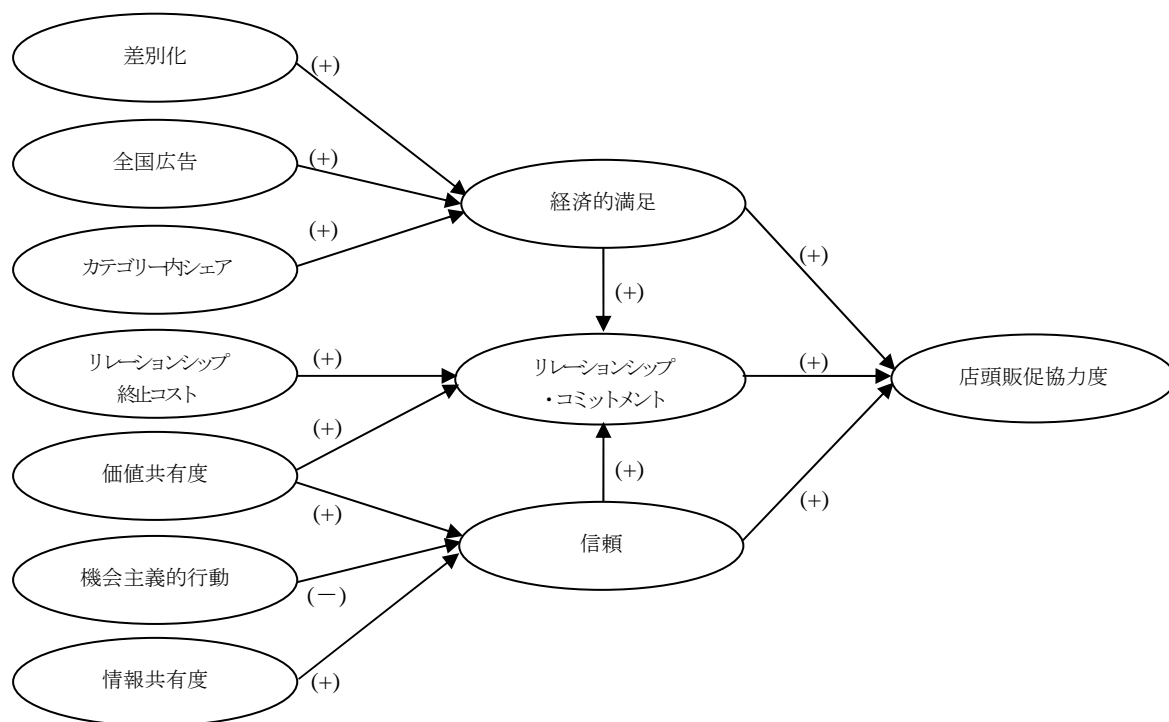 差別化
(+)
全国広告
(+)
経済的満足
(+)
カテゴリー内シェア
(+)
(+)
リレーションシップ
終止コスト
(+)
リレーションシップ
・コミットメント
(+)
店頭販促協力度
(+)
価値共有度
(+)
(+)
信頼
(+)
機会主義的行動
(－)
情報共有度
(+)